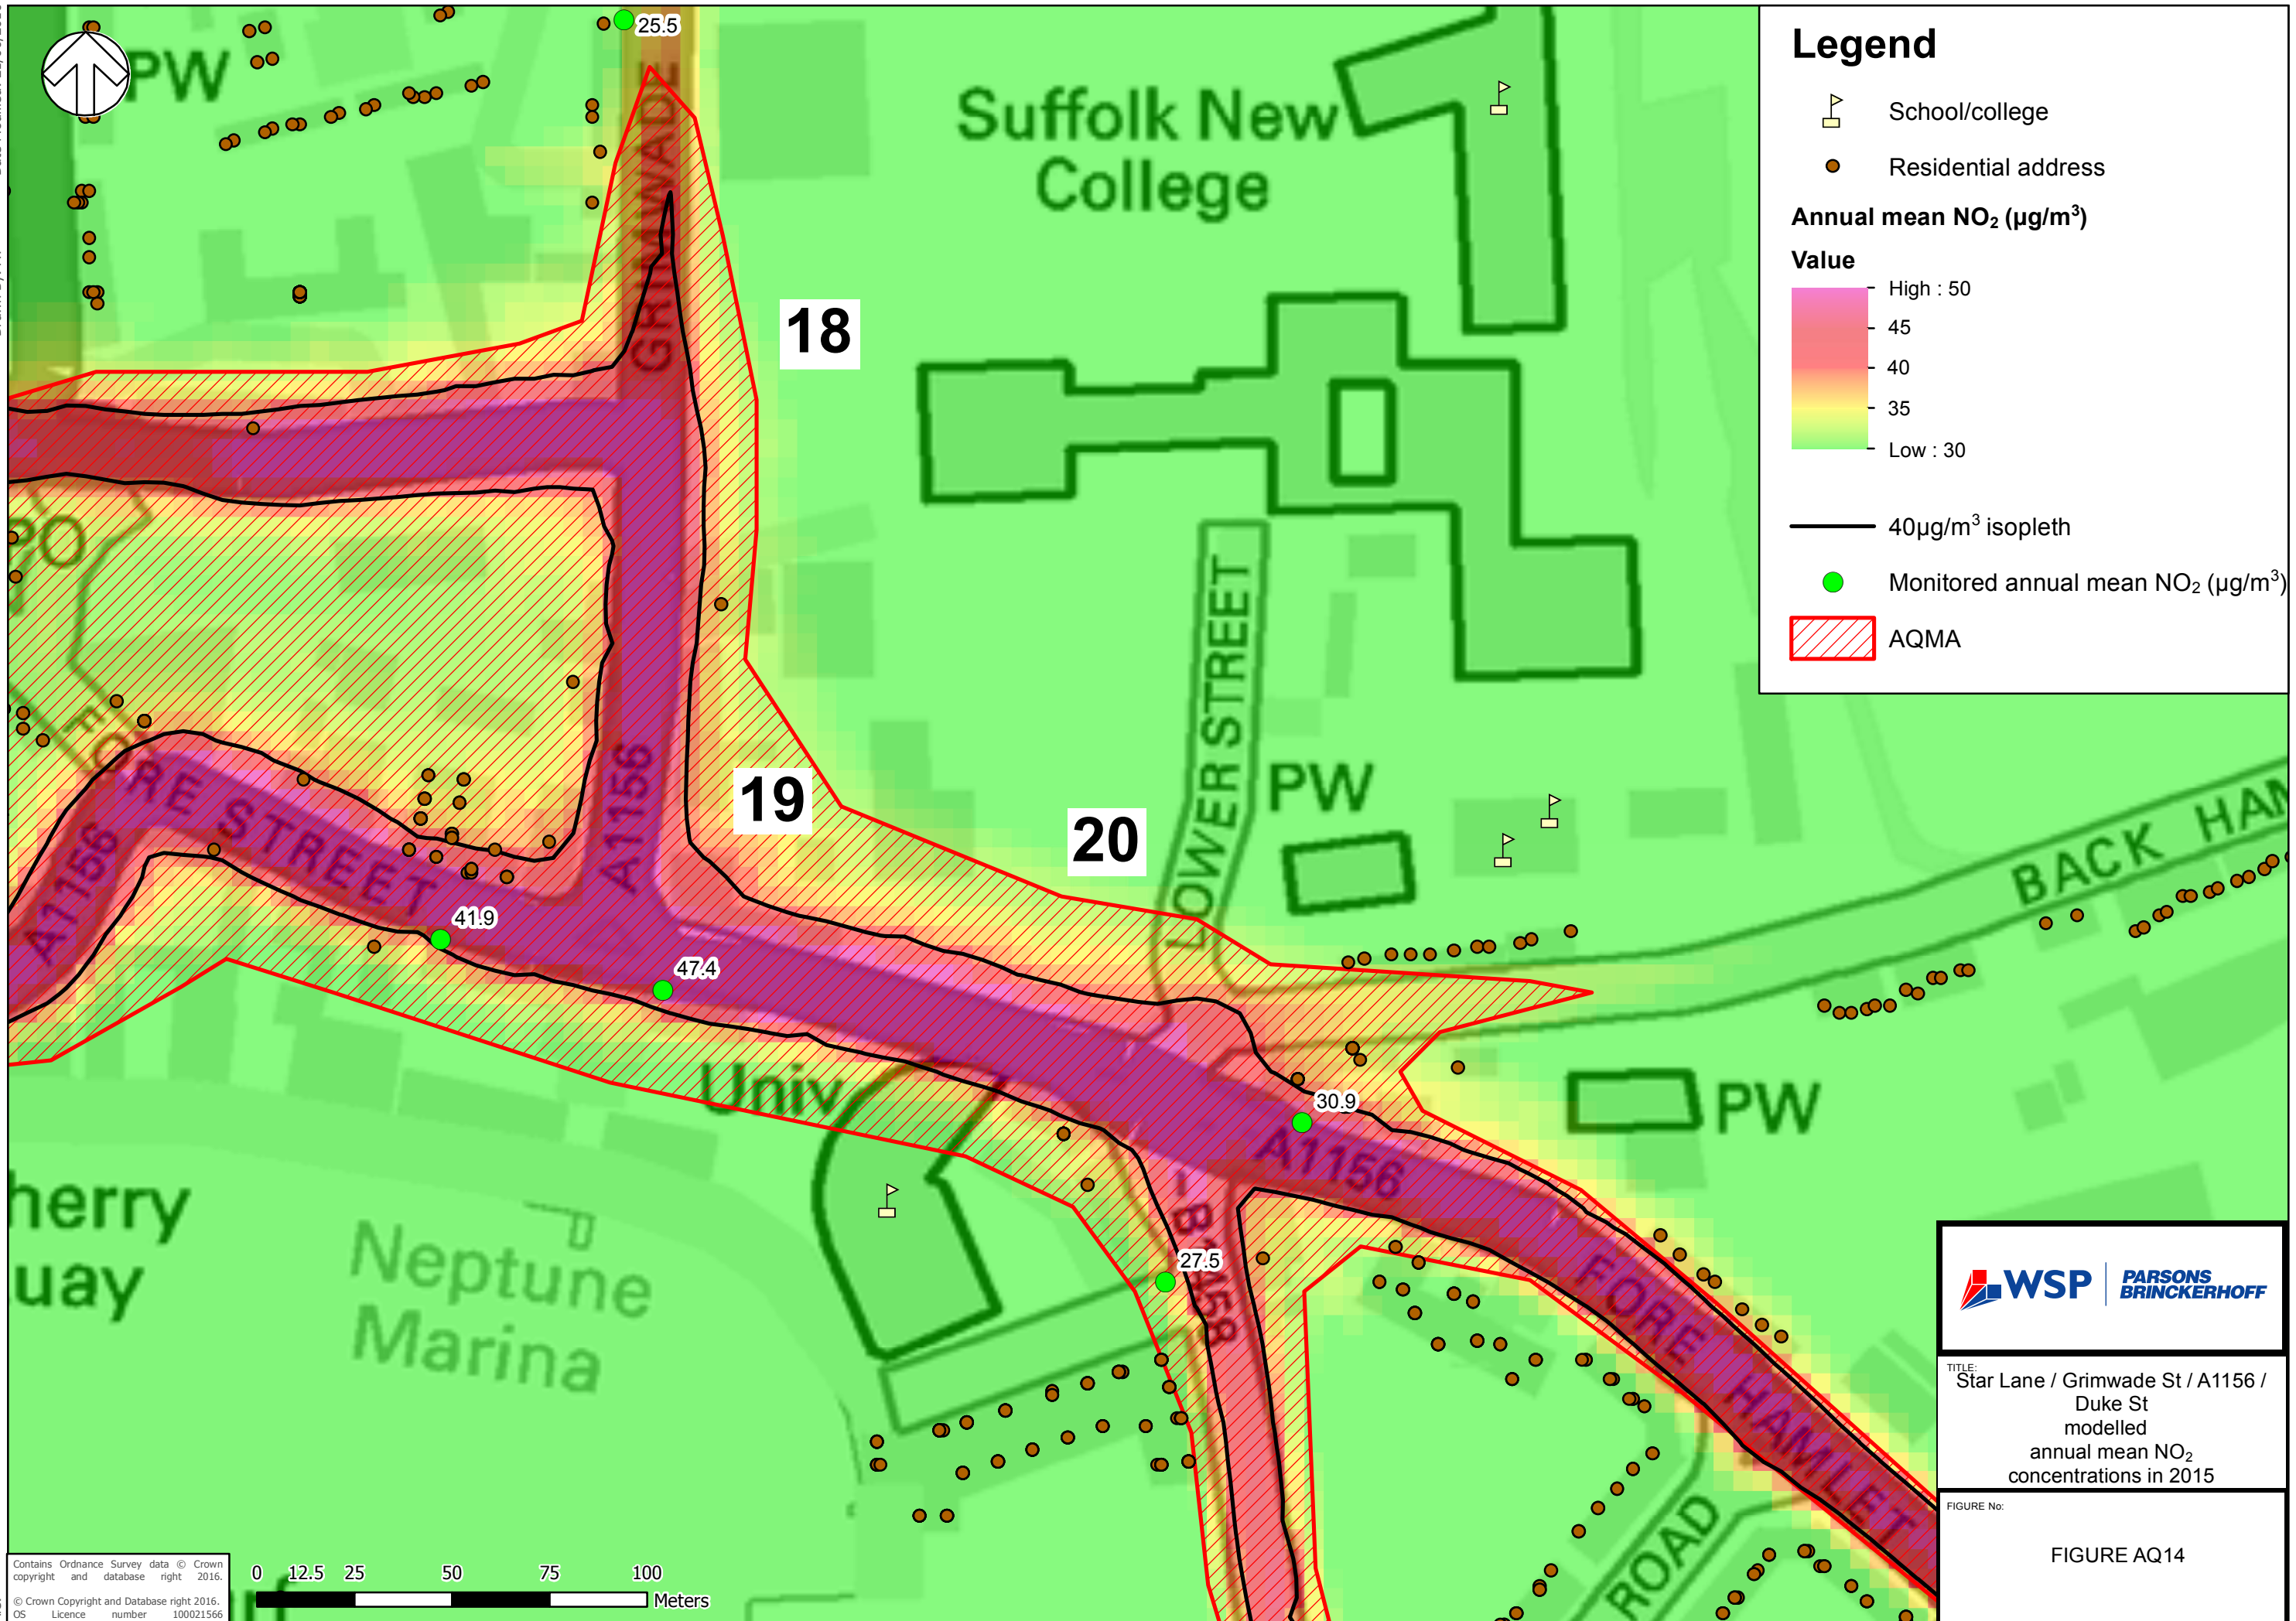 PW
25.5
GRIMWADE
Suffolk New
College
18
LOWER STREET
PW
19
20
A1156
FORE STREET
A1156
41.9
47.4
BACK HAM
Univ
30.9
A1156
PW
B1458
27.5
herry
uay
Neptune
Marina
FORE HAMLET
ROAD
Legend
School/college
Residential address
Annual mean NO₂ (µg/m³)
Value
High : 50
45
40
35
Low : 30
40µg/m³ isopleth
Monitored annual mean NO₂ (µg/m³)
AQMA
WSP | PARSONS
BRINCKERHOFF
TITLE:
Star Lane / Grimwade St / A1156 /
Duke St
modelled
annual mean NO₂
concentrations in 2015
FIGURE No:
FIGURE AQ14
Contains Ordnance Survey data © Crown
copyright and database right 2016.
© Crown Copyright and Database right 2016.
OS Licence number 100021566
0 12.5 25 50 75 100
Meters